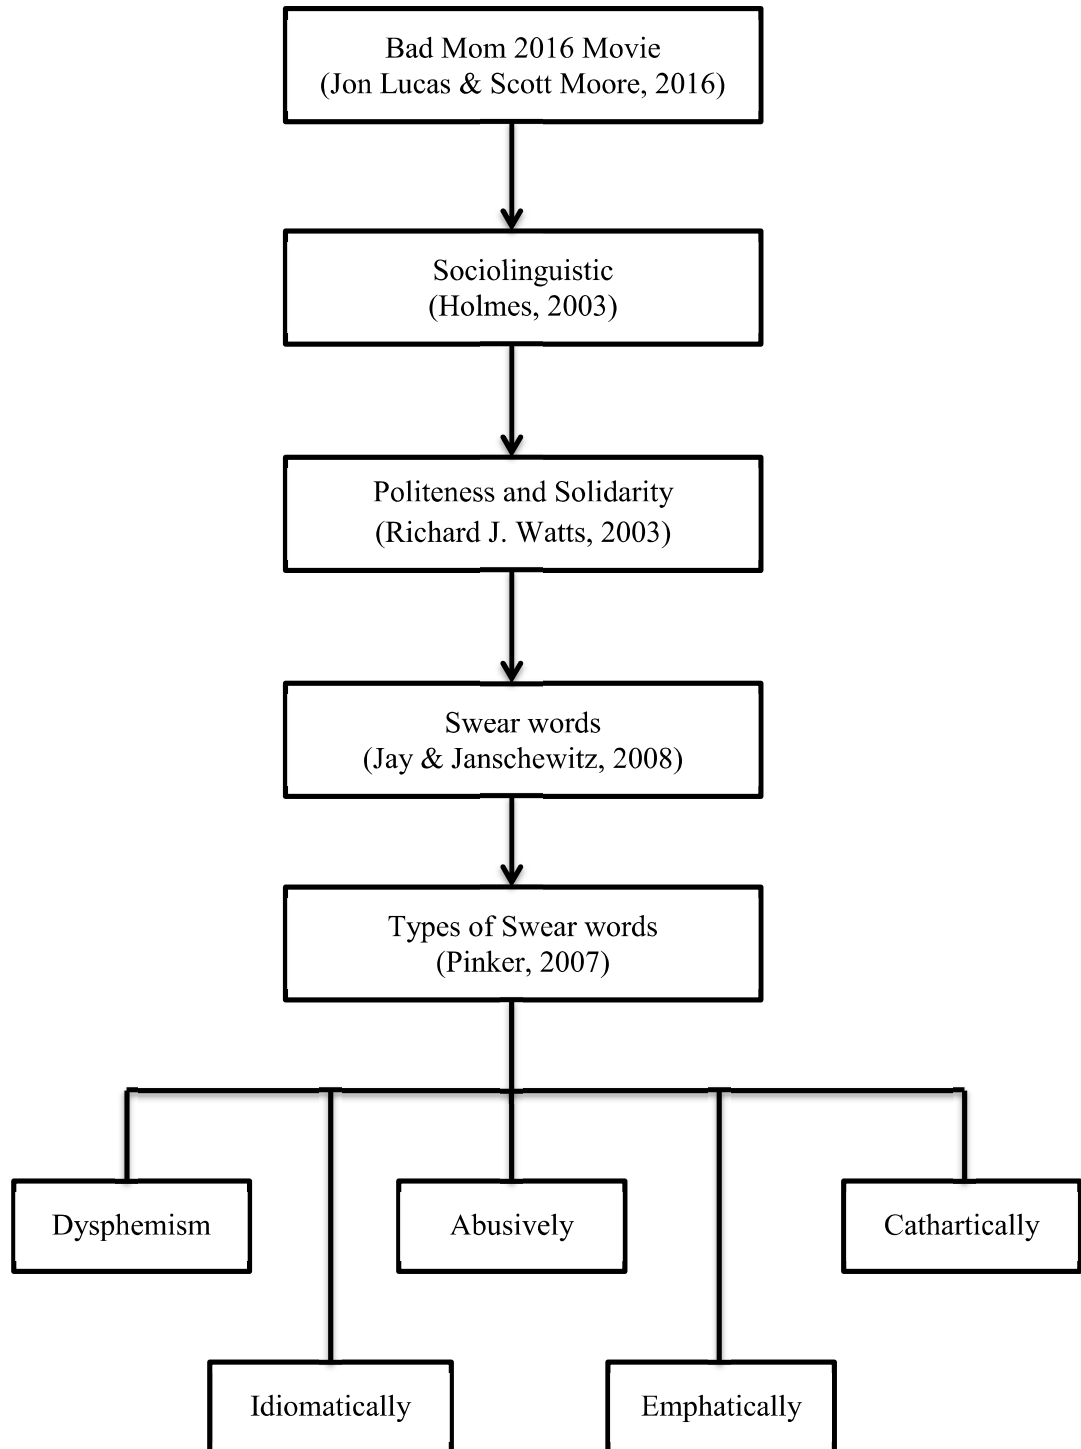 Bad Mom 2016 Movie
(Jon Lucas & Scott Moore, 2016)
Sociolinguistic
(Holmes, 2003)
Politeness and Solidarity
(Richard J. Watts, 2003)
Swear words
(Jay & Janschewitz, 2008)
Types of Swear words
(Pinker, 2007)
Dysphemism
Abusively
Cathartically
Idiomatically
Emphatically